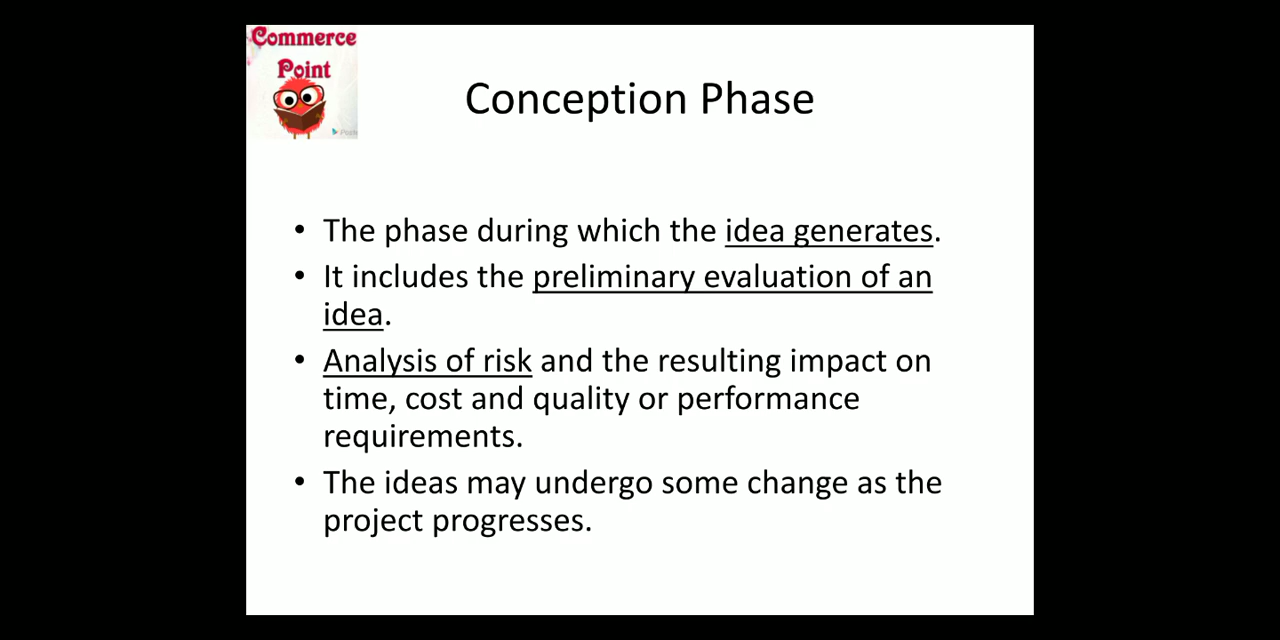 Commerce
Point
Conception Phase
• The phase during which the idea generates.
• It includes the preliminary evaluation of an
idea.
• Analysis of risk and the resulting impact on
time, cost and quality or performance
requirements.
• The ideas may undergo some change as the
project progresses.